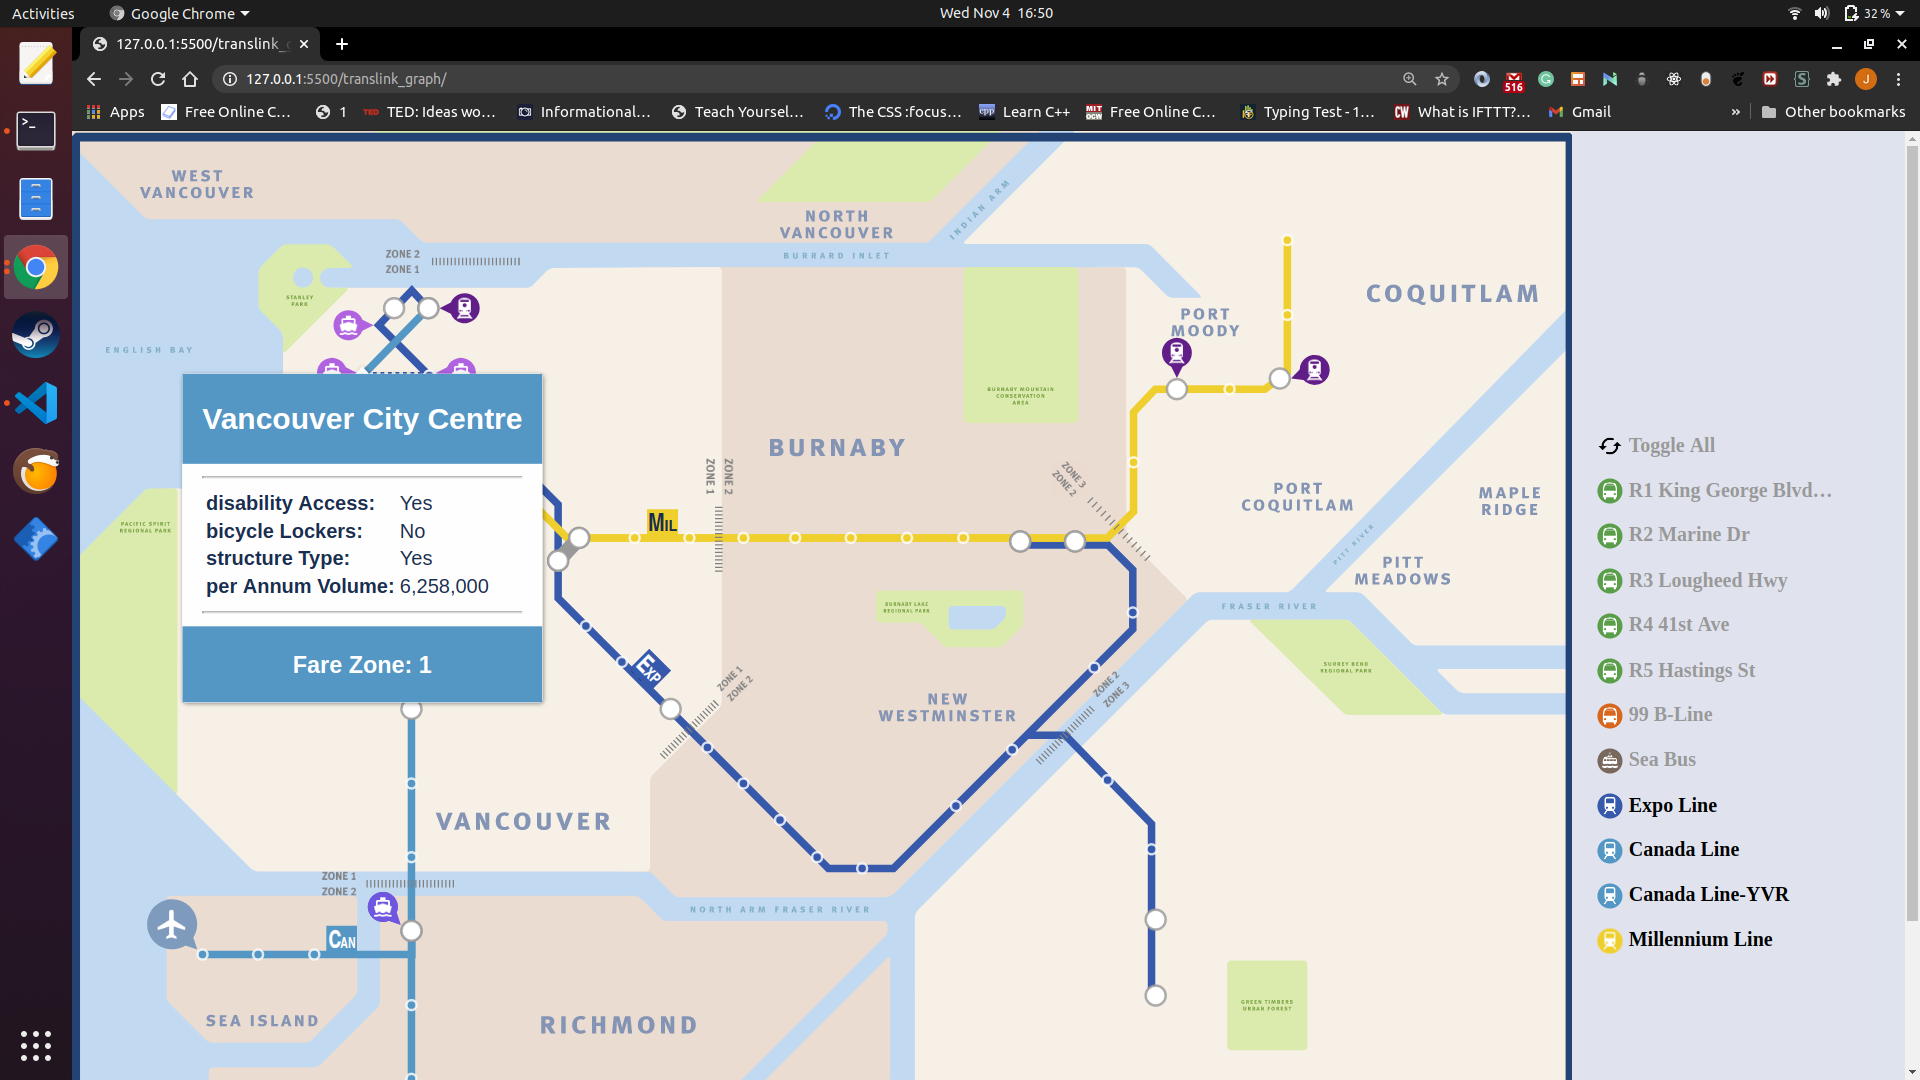 Activities
Google Chrome
Wed Nov 4 16:50
32 %
127.0.0.1:5500/translink_g
127.0.0.1:5500/translink_graph/
516
J
Apps
Free Online C...
1
TED
TED: Ideas wo...
Informational...
Teach Yoursel...
The CSS :focus...
cpp
Learn C++
MIT
OCW
Free Online C...
Typing Test - 1...
CW
What is IFTTT?...
Gmail
»
Other bookmarks
WEST
VANCOUVER
NORTH
VANCOUVER
INDIAN ARM
BURRARD INLET
ZONE 2
ZONE 1
STANLEY
PARK
ENGLISH BAY
COQUITLAM
PORT
MOODY
BURNABY MOUNTAIN
CONSERVATION
AREA
BURNABY
ZONE 1
ZONE 2
ZONE 3
ZONE 2
PORT
COQUITLAM
MAPLE
RIDGE
PITT RIVER
PITT
MEADOWS
PACIFIC SPIRIT
REGIONAL PARK
Vancouver City Centre
disability Access: Yes
bicycle Lockers: No
structure Type: Yes
per Annum Volume: 6,258,000
Fare Zone: 1
MIL
EXP
BURNABY LAKE
REGIONAL PARK
FRASER RIVER
SURREY BEND
REGIONAL PARK
ZONE 1
ZONE 2
ZONE 2
ZONE 3
NEW
WESTMINSTER
VANCOUVER
ZONE 1
ZONE 2
NORTH ARM FRASER RIVER
CAN
SEA ISLAND
RICHMOND
GREEN TIMBERS
URBAN FOREST
Toggle All
R1 King George Blvd...
R2 Marine Dr
R3 Lougheed Hwy
R4 41st Ave
R5 Hastings St
99 B-Line
Sea Bus
Expo Line
Canada Line
Canada Line-YVR
Millennium Line